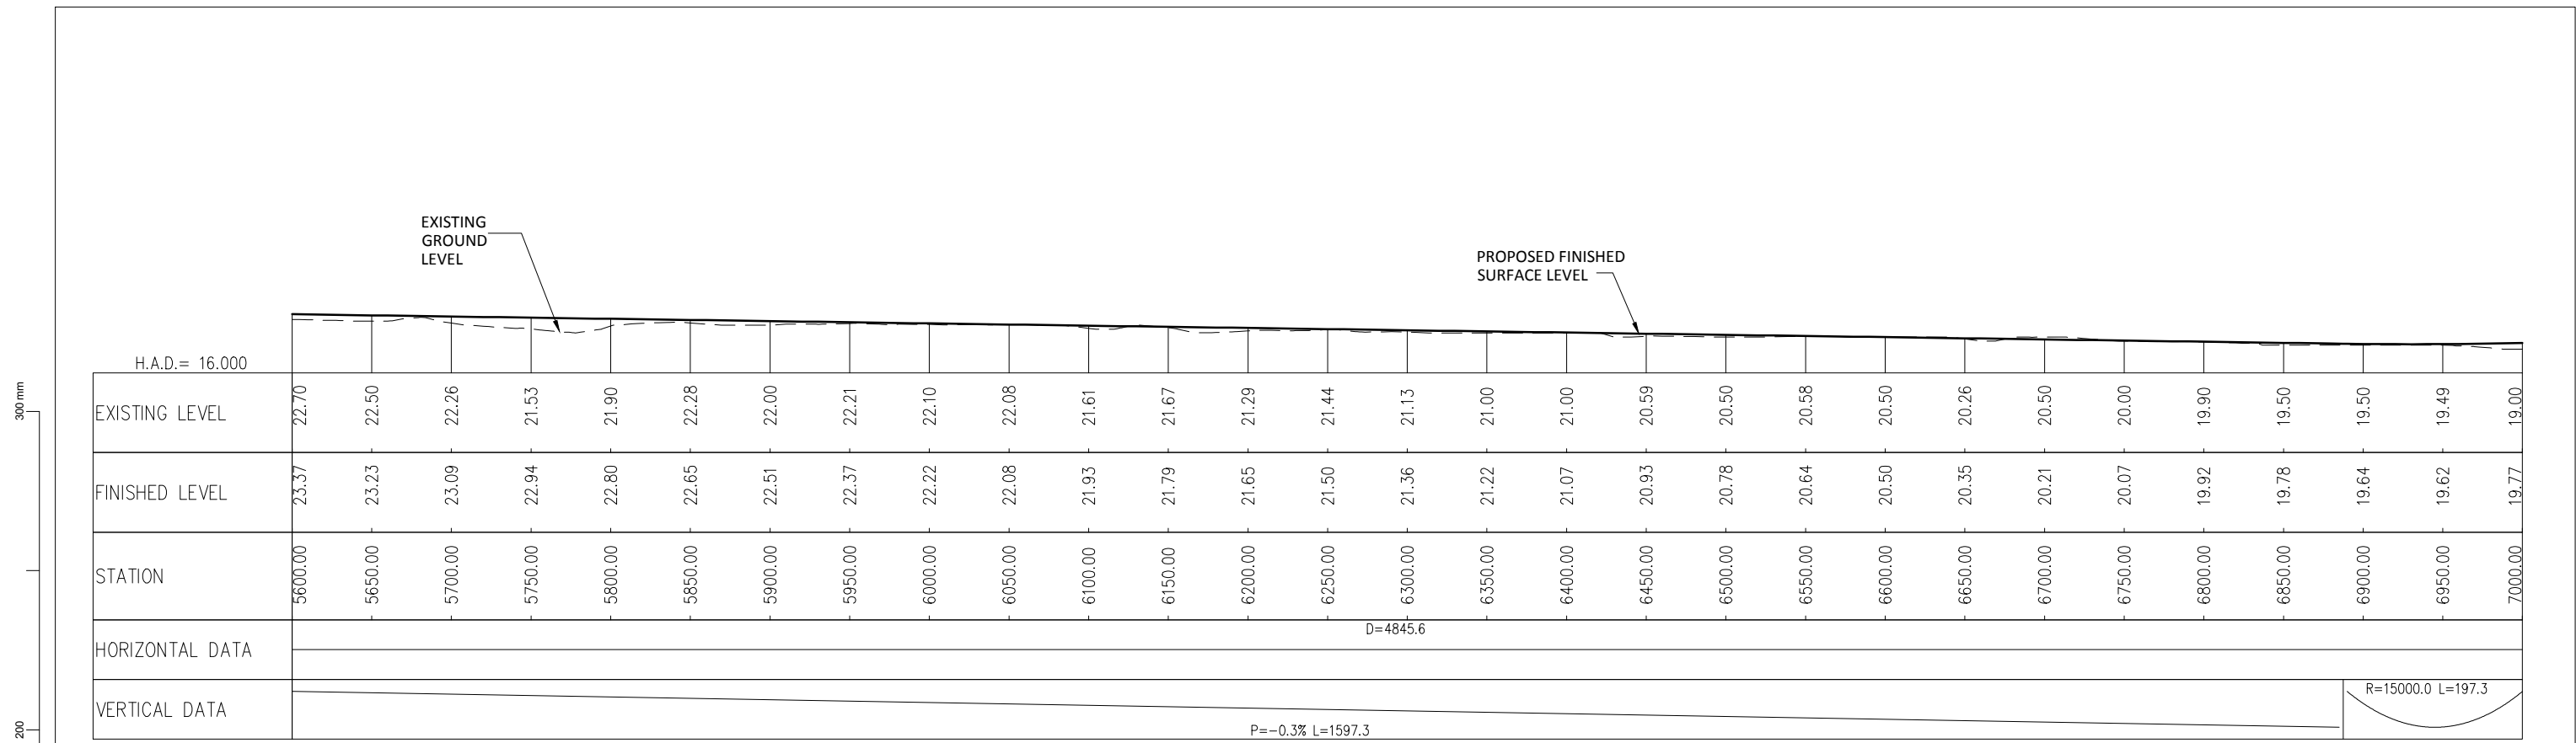 EXISTING
GROUND
LEVEL
PROPOSED FINISHED
SURFACE LEVEL
H.A.D.= 16.000
300 mm
EXISTING LEVEL 22.70 22.50 22.26 21.53 21.90 22.28 22.00 22.21 22.10 22.08 21.61 21.67 21.29 21.44 21.13 21.00 21.00 20.59 20.50 20.58 20.50 20.26 20.50 20.00 19.90 19.50 19.50 19.49 19.00
FINISHED LEVEL 23.37 23.23 23.09 22.94 22.80 22.65 22.51 22.37 22.22 22.08 21.93 21.79 21.65 21.50 21.36 21.22 21.07 20.93 20.78 20.64 20.50 20.35 20.21 20.07 19.92 19.78 19.64 19.62 19.77
STATION 5600.00 5650.00 5700.00 5750.00 5800.00 5850.00 5900.00 5950.00 6000.00 6050.00 6100.00 6150.00 6200.00 6250.00 6300.00 6350.00 6400.00 6450.00 6500.00 6550.00 6600.00 6650.00 6700.00 6750.00 6800.00 6850.00 6900.00 6950.00 7000.00
D=4845.6
HORIZONTAL DATA
R=15000.0 L=197.3
VERTICAL DATA
P=-0.3% L=1597.3
200